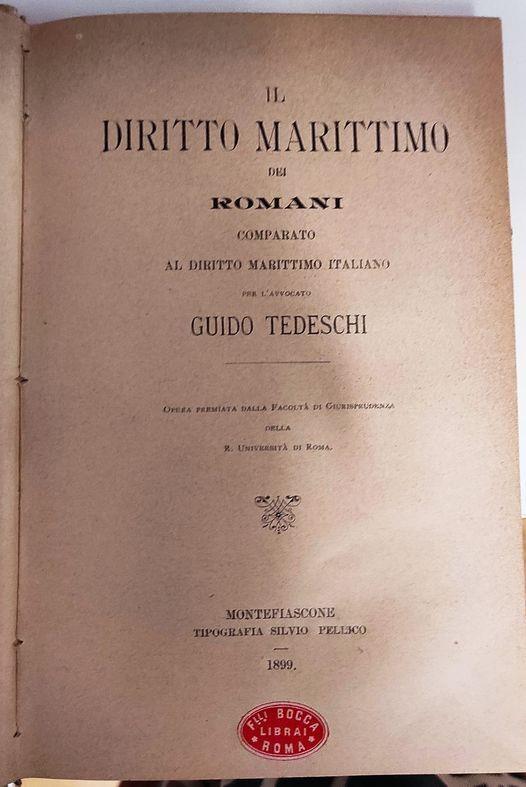 IL
DIRITTO MARITTIMO
DEI
ROMANI
COMPARATO
AL DIRITTO MARITTIMO ITALIANO
PER L'AVVOCATO
GUIDO TEDESCHI
OPERA PREMIATA DALLA FACOLTÀ DI GIURISPRUDENZA
DELLA
R. UNIVERSITÀ DI ROMA.
MONTEFIASCONE
TIPOGRAFIA SILVIO PELLICO
1899.
FLLI BOCCA
LIBRAI
ROMA